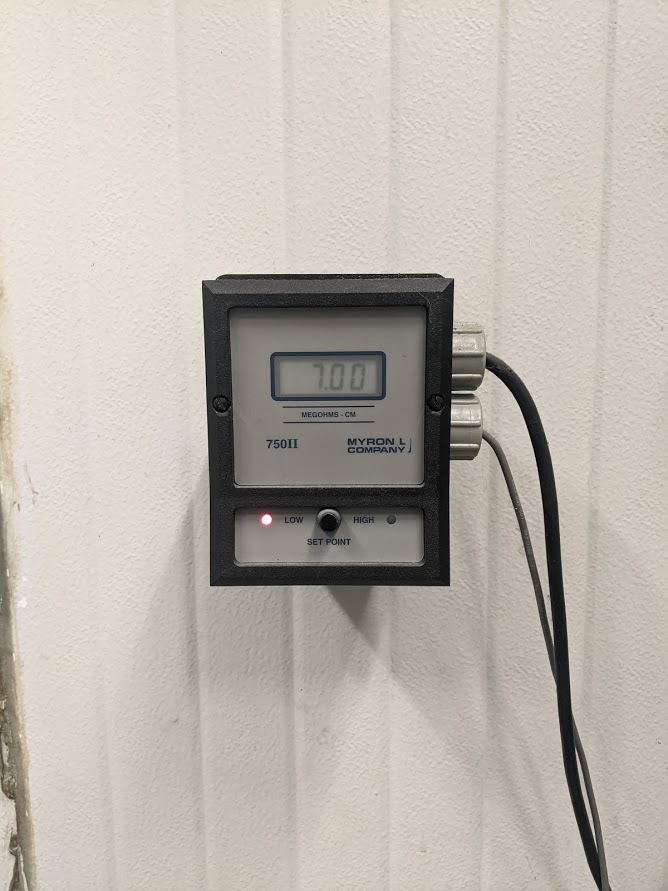 7.00
MEGOHMS - CM
750II
MYRON L
COMPANY
LOW
HIGH
SET POINT